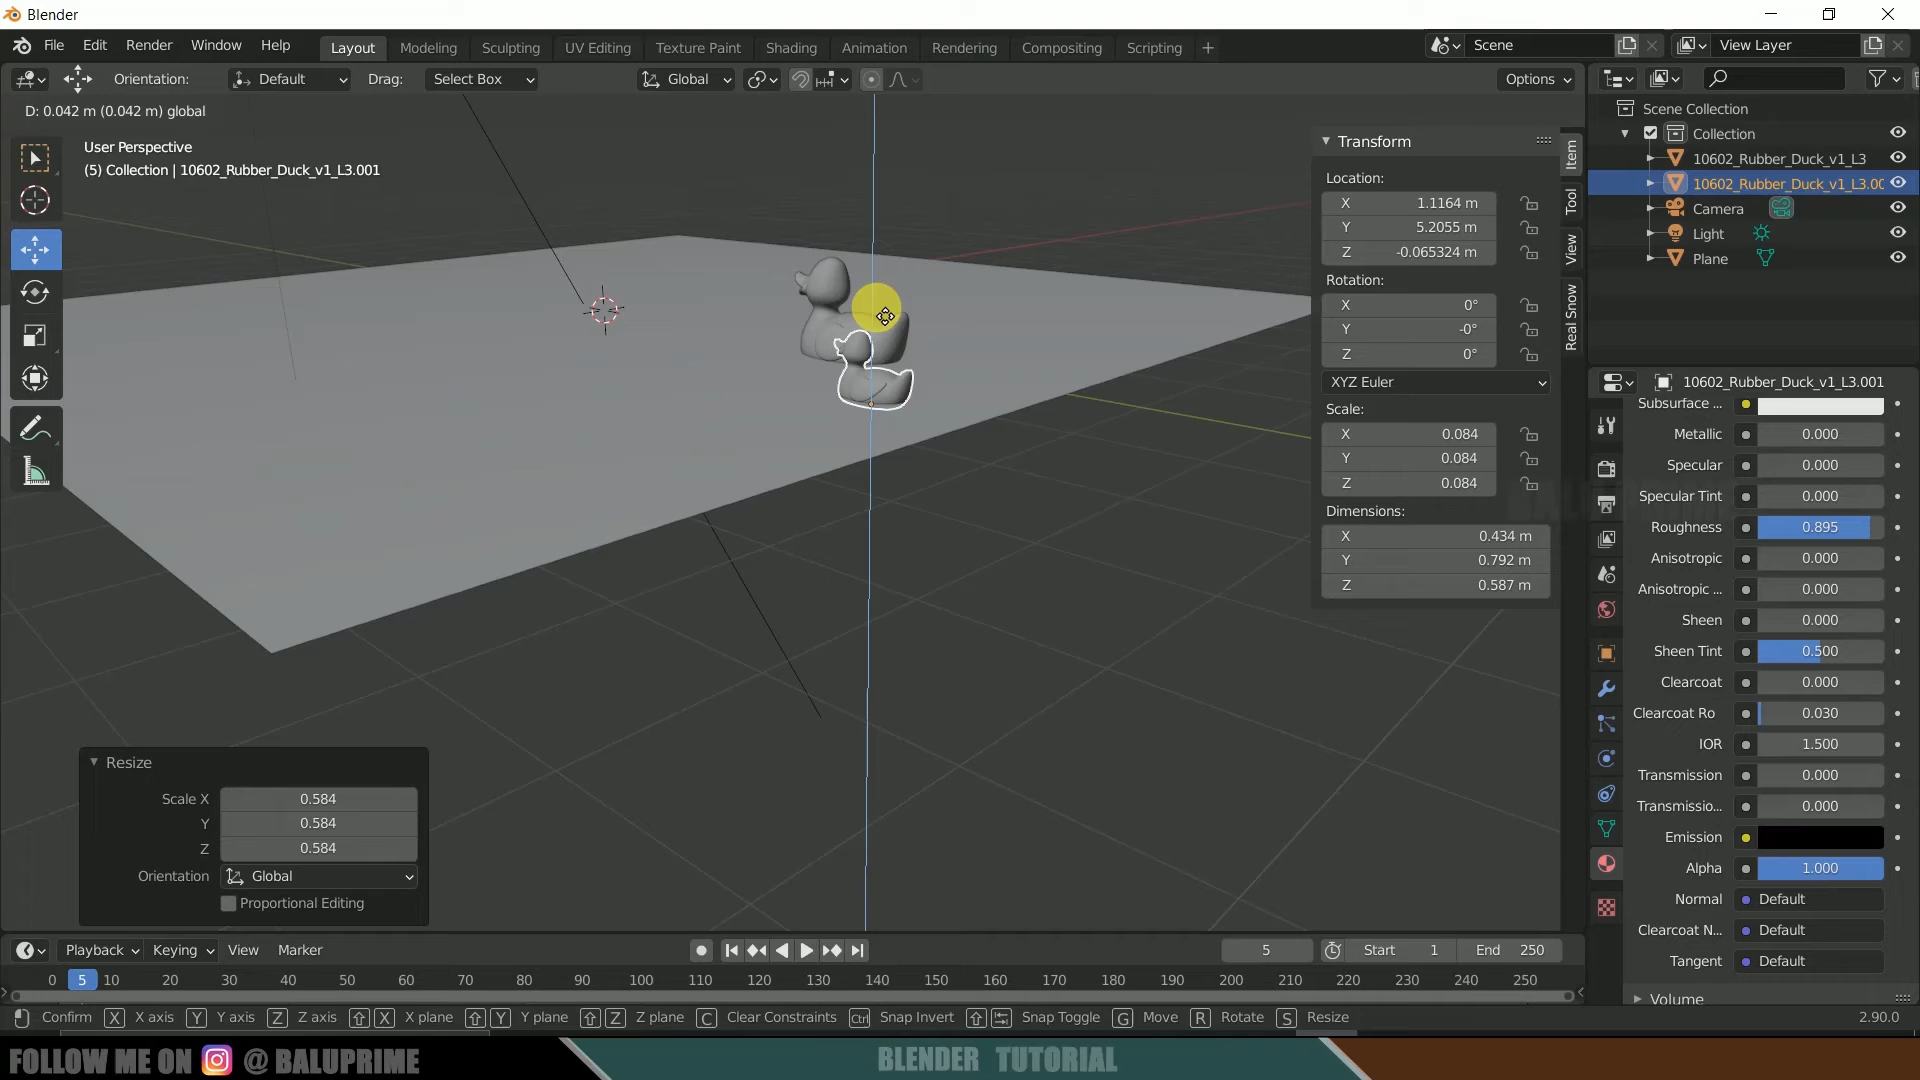 Blender
File Edit Render Window Help
Layout Modeling Sculpting UV Editing Texture Paint Shading Animation Rendering Compositing Scripting +
Scene
View Layer
Orientation: Default Drag: Select Box
Global
Options
D: 0.042 m (0.042 m) global
User Perspective
(5) Collection | 10602_Rubber_Duck_v1_L3.001
Transform
Location:
X 1.1164 m
Y 5.2055 m
Z -0.065324 m
Rotation:
X 0°
Y -0°
Z 0°
XYZ Euler
Scale:
X 0.084
Y 0.084
Z 0.084
Dimensions:
X 0.434 m
Y 0.792 m
Z 0.587 m
Item
Tool
View
Real Snow
Scene Collection
Collection
10602_Rubber_Duck_v1_L3
10602_Rubber_Duck_v1_L3.00
Camera
Light
Plane
10602_Rubber_Duck_v1_L3.001
Subsurface ...
Metallic 0.000
Specular 0.000
Specular Tint 0.000
Roughness 0.895
Anisotropic 0.000
Anisotropic ... 0.000
Sheen 0.000
Sheen Tint 0.500
Clearcoat 0.000
Clearcoat Ro 0.030
IOR 1.500
Transmission 0.000
Transmissio... 0.000
Emission
Alpha 1.000
Normal Default
Clearcoat N... Default
Tangent Default
Volume
Resize
Scale X 0.584
Y 0.584
Z 0.584
Orientation Global
Proportional Editing
Playback Keying View Marker
5 Start 1 End 250
0 5 10 20 30 40 50 60 70 80 90 100 110 120 130 140 150 160 170 180 190 200 210 220 230 240 250
Confirm X X axis Y Y axis Z Z axis X X plane Y Y plane Z Z plane C Clear Constraints Ctrl Snap Invert Snap Toggle G Move R Rotate S Resize
2.90.0
FOLLOW ME ON @ BALUPRIME
BLENDER TUTORIAL